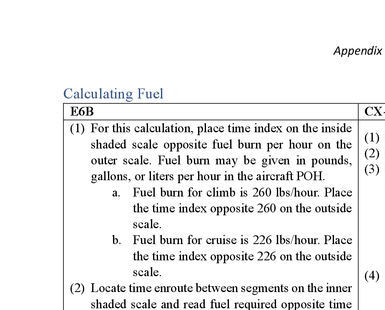 Appendix
Calculating Fuel
E6B
CX-
(1) For this calculation, place time index on the inside
shaded scale opposite fuel burn per hour on the
outer scale. Fuel burn may be given in pounds,
gallons, or liters per hour in the aircraft POH.
a. Fuel burn for climb is 260 lbs/hour. Place
the time index opposite 260 on the outside
scale.
b. Fuel burn for cruise is 226 lbs/hour. Place
the time index opposite 226 on the outside
scale.
(2) Locate time enroute between segments on the inner
shaded scale and read fuel required opposite time
(1)
(2)
(3)
(4)